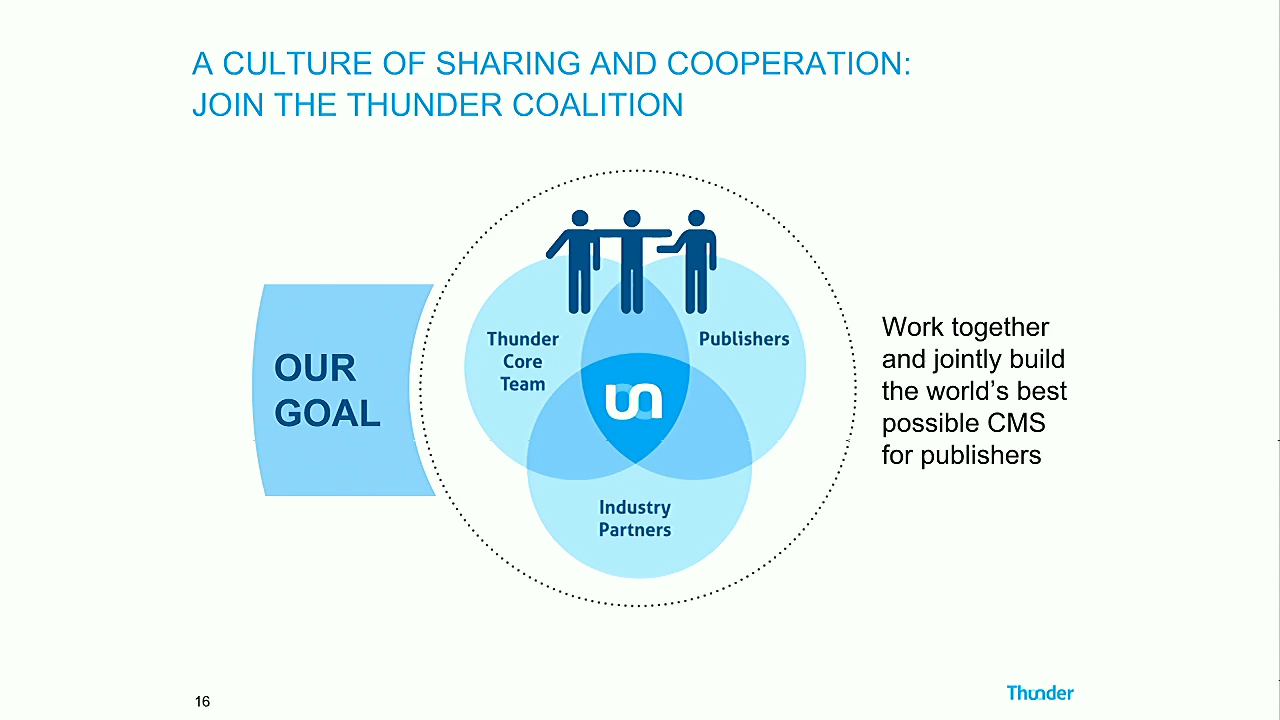 A CULTURE OF SHARING AND COOPERATION:
JOIN THE THUNDER COALITION
OUR
GOAL
Thunder
Core
Team
Publishers
Industry
Partners
Work together
and jointly build
the world’s best
possible CMS
for publishers
16
Thunder